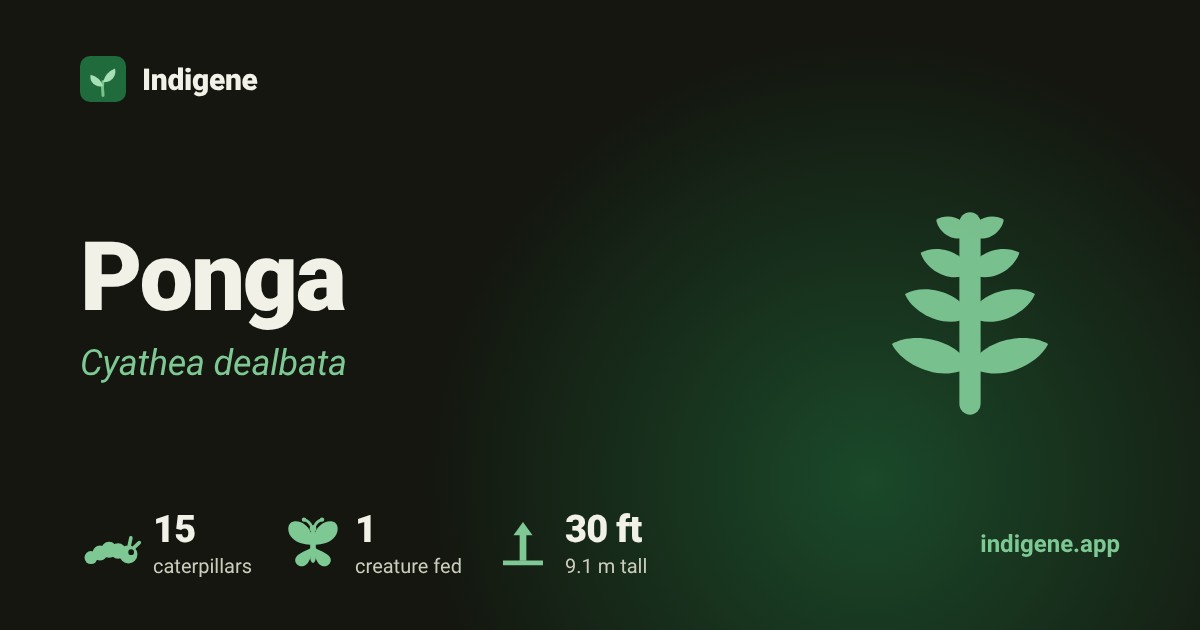 Indigene
Ponga
Cyathea dealbata
15
caterpillars
1
creature fed
30 ft
9.1 m tall
indigene.app